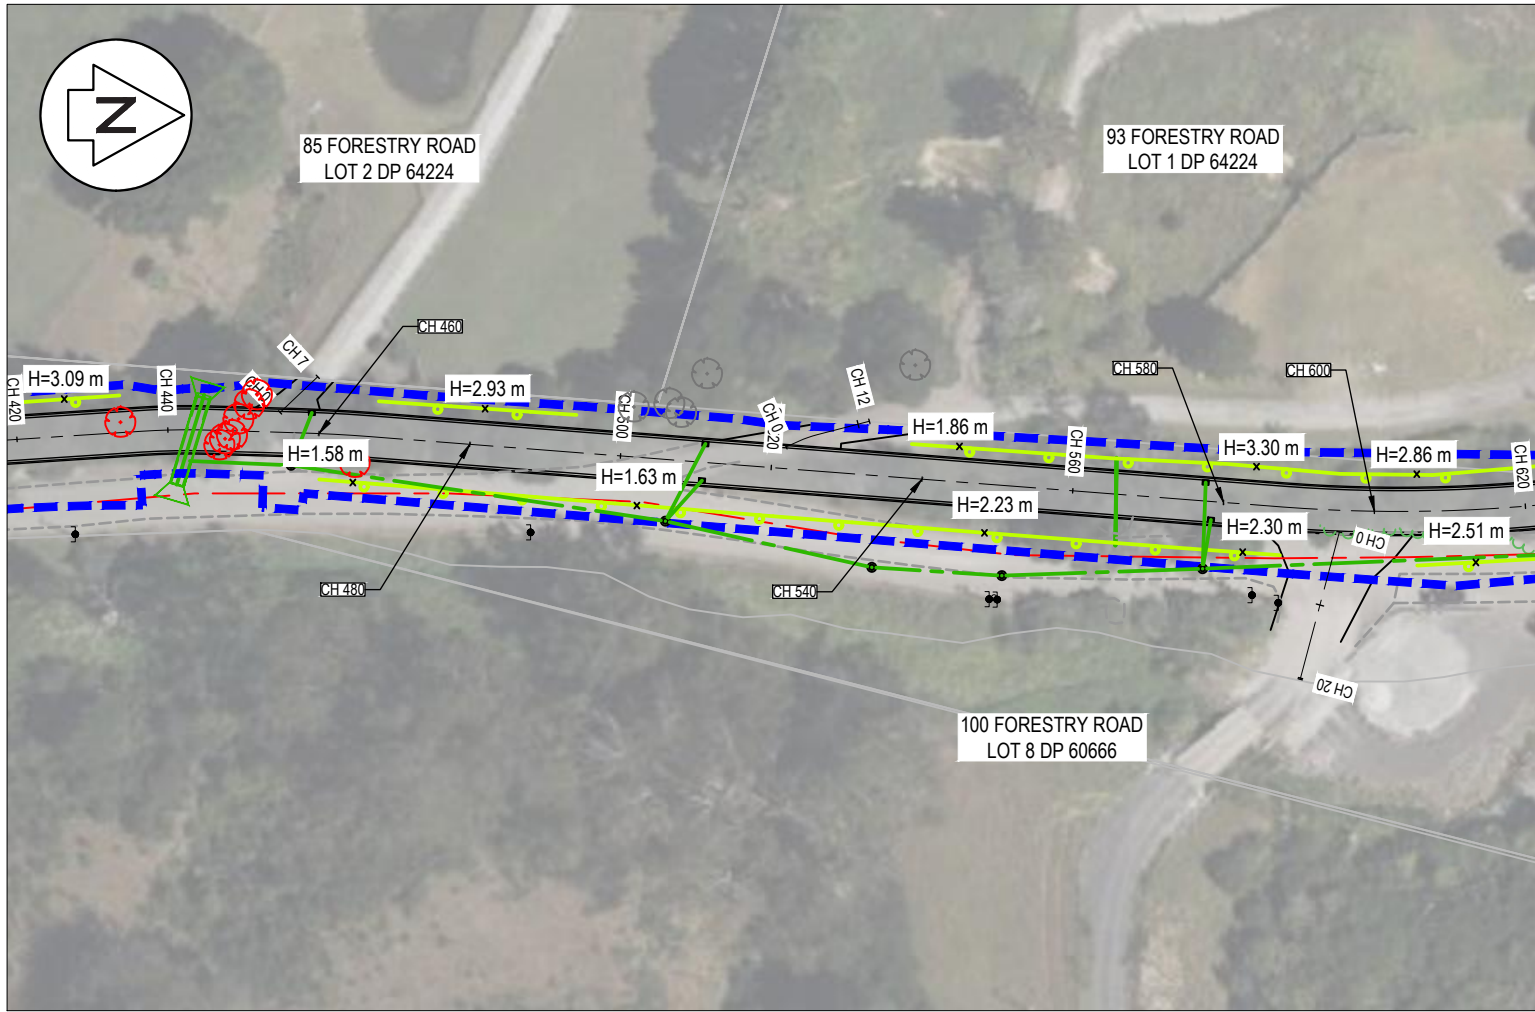 N
85 FORESTRY ROAD
LOT 2 DP 64224
93 FORESTRY ROAD
LOT 1 DP 64224
CH 460
CH 7
CH 580
CH 600
H=3.09 m
CH 420
CH 440
H=2.93 m
CH 12
CH 0
H=1.86 m
CH 560
H=3.30 m
H=2.86 m
CH 620
H=1.58 m
H=1.63 m
H=2.23 m
H=2.30 m
CH 0
H=2.51 m
CH 480
CH 540
CH 20
100 FORESTRY ROAD
LOT 8 DP 60666